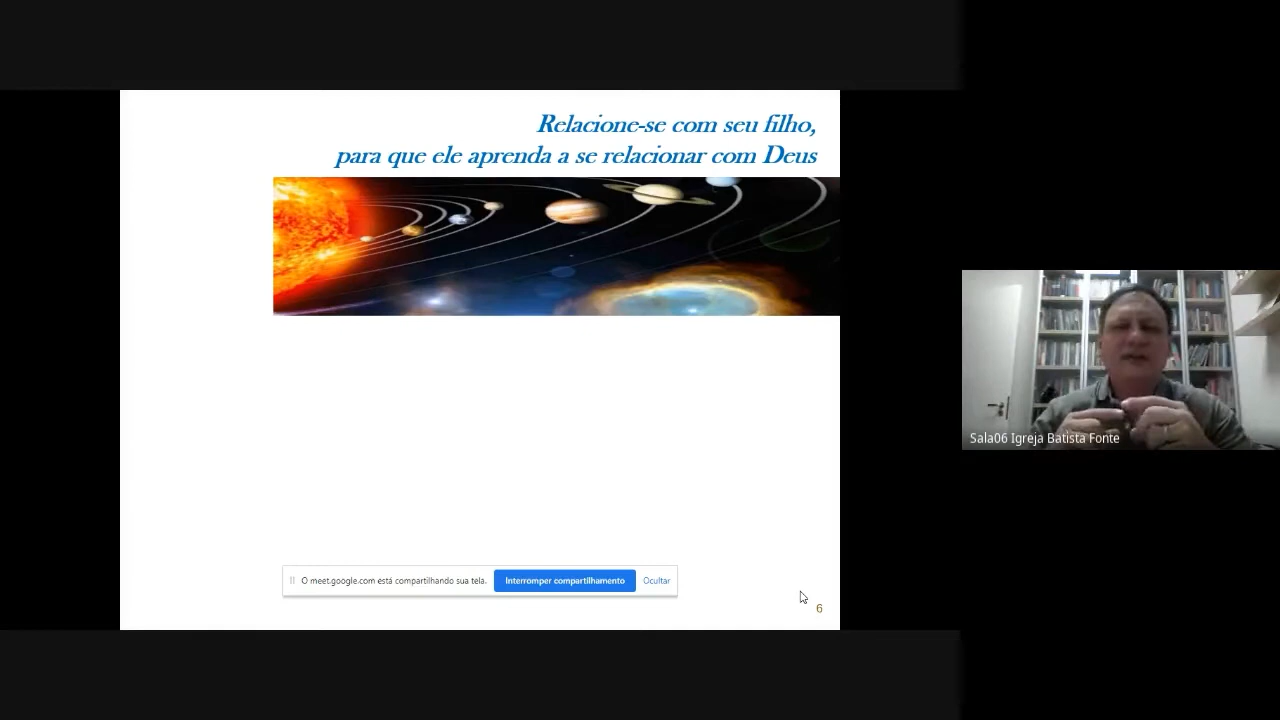 Relacione-se com seu filho,
para que ele aprenda a se relacionar com Deus
O meet.google.com está compartilhando sua tela.
Interromper compartilhamento
Ocultar
6
Sala06 Igreja Batista Fonte